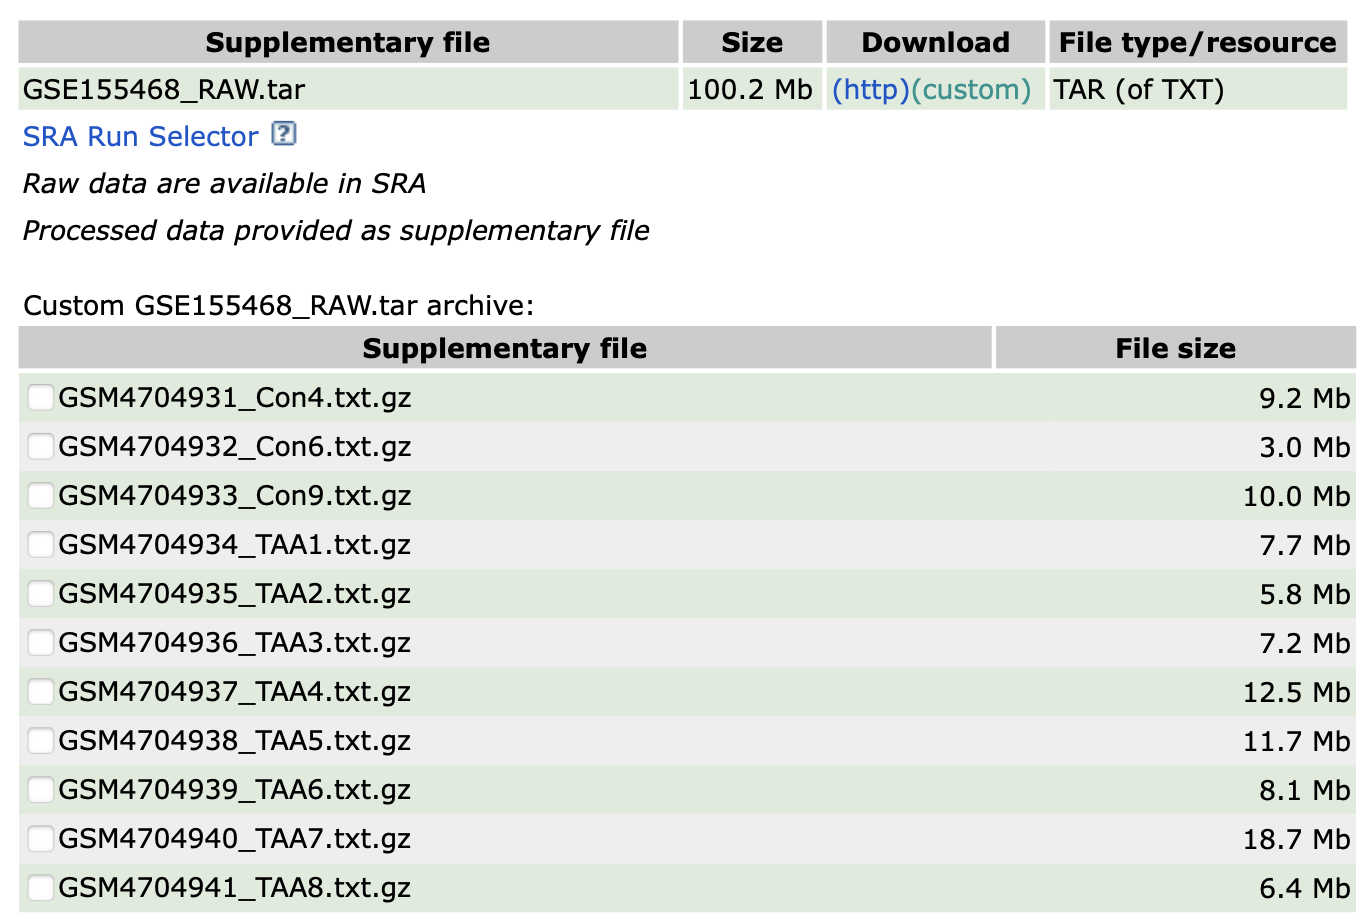 Supplementary file Size Download File type/resource
GSE155468_RAW.tar 100.2 Mb (http)(custom) TAR (of TXT)
SRA Run Selector ?
Raw data are available in SRA
Processed data provided as supplementary file
Custom GSE155468_RAW.tar archive:
Supplementary file File size
GSM4704931_Con4.txt.gz 9.2 Mb
GSM4704932_Con6.txt.gz 3.0 Mb
GSM4704933_Con9.txt.gz 10.0 Mb
GSM4704934_TAA1.txt.gz 7.7 Mb
GSM4704935_TAA2.txt.gz 5.8 Mb
GSM4704936_TAA3.txt.gz 7.2 Mb
GSM4704937_TAA4.txt.gz 12.5 Mb
GSM4704938_TAA5.txt.gz 11.7 Mb
GSM4704939_TAA6.txt.gz 8.1 Mb
GSM4704940_TAA7.txt.gz 18.7 Mb
GSM4704941_TAA8.txt.gz 6.4 Mb